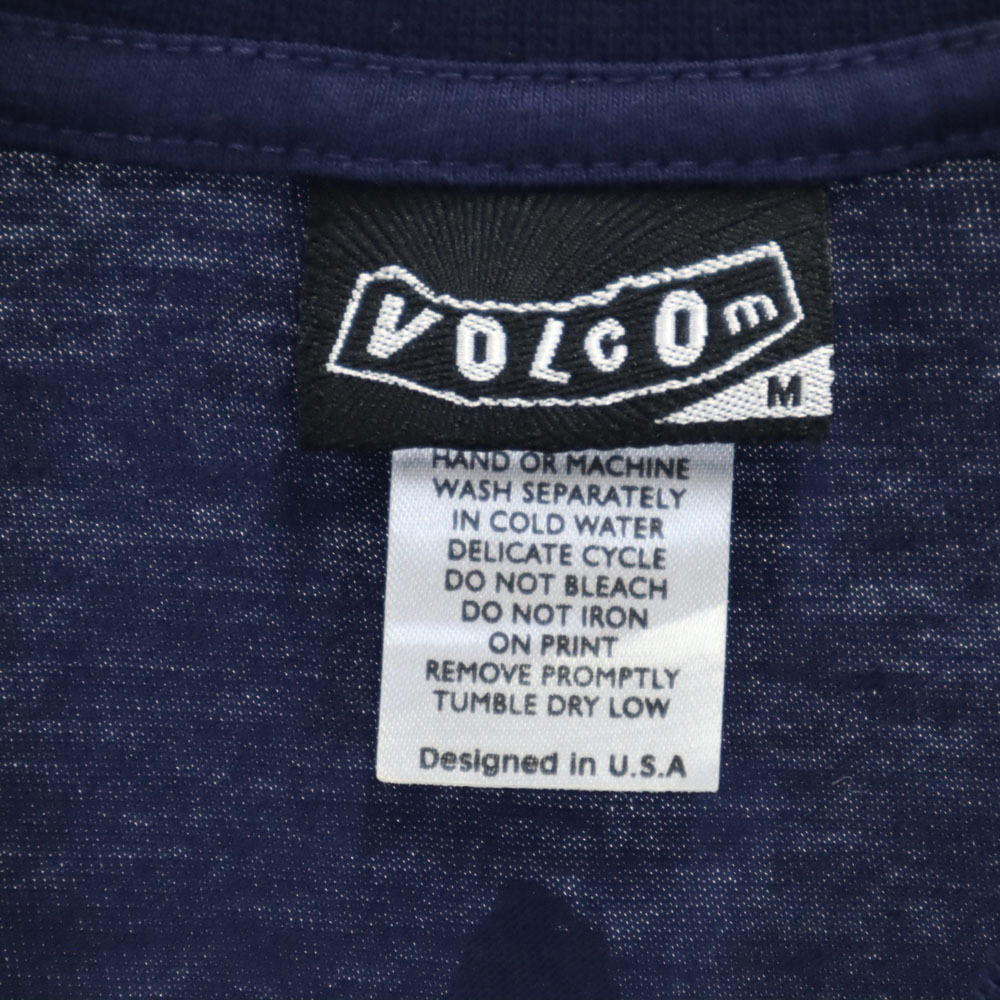 VOLCOm
M
HAND OR MACHINE
WASH SEPARATELY
IN COLD WATER
DELICATE CYCLE
DO NOT BLEACH
DO NOT IRON
ON PRINT
REMOVE PROMPTLY
TUMBLE DRY LOW
Designed in U.S.A